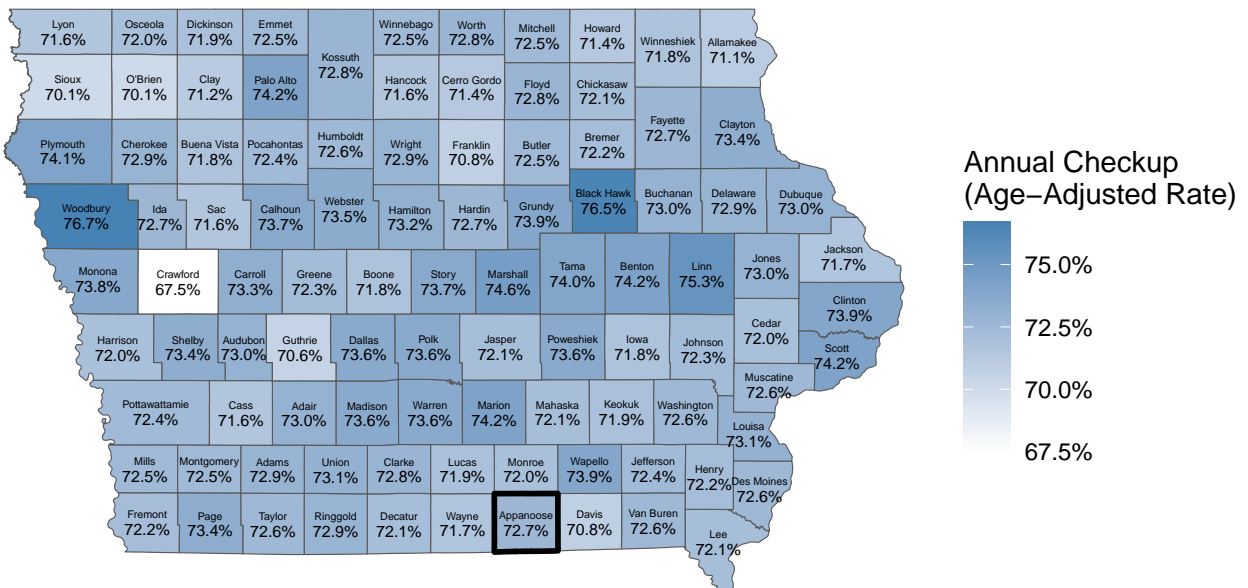 Lyon
71.6%
Osceola
72.0%
Dickinson
71.9%
Emmet
72.5%
Kossuth
72.8%
Winnebago
72.5%
Worth
72.8%
Mitchell
72.5%
Howard
71.4%
Winneshiek
71.8%
Allamakee
71.1%
Sioux
70.1%
O'Brien
70.1%
Clay
71.2%
Palo Alto
74.2%
Hancock
71.6%
Cerro Gordo
71.4%
Floyd
72.8%
Chickasaw
72.1%
Fayette
72.7%
Clayton
73.4%
Plymouth
74.1%
Cherokee
72.9%
Buena Vista
71.8%
Pocahontas
72.4%
Humboldt
72.6%
Wright
72.9%
Franklin
70.8%
Butler
72.5%
Bremer
72.2%
Woodbury
76.7%
Ida
72.7%
Sac
71.6%
Calhoun
73.7%
Webster
73.5%
Hamilton
73.2%
Hardin
72.7%
Grundy
73.9%
Black Hawk
76.5%
Buchanan
73.0%
Delaware
72.9%
Dubuque
73.0%
Monona
73.8%
Crawford
67.5%
Carroll
73.3%
Greene
72.3%
Boone
71.8%
Story
73.7%
Marshall
74.6%
Tama
74.0%
Benton
74.2%
Linn
75.3%
Jones
73.0%
Jackson
71.7%
Clinton
73.9%
Cedar
72.0%
Scott
74.2%
Harrison
72.0%
Shelby
73.4%
Audubon
73.0%
Guthrie
70.6%
Dallas
73.6%
Polk
73.6%
Jasper
72.1%
Poweshiek
73.6%
Iowa
71.8%
Johnson
72.3%
Muscatine
72.6%
Pottawattamie
72.4%
Cass
71.6%
Adair
73.0%
Madison
73.6%
Warren
73.6%
Marion
74.2%
Mahaska
72.1%
Keokuk
71.9%
Washington
72.6%
Louisa
73.1%
Mills
72.5%
Montgomery
72.5%
Adams
72.9%
Union
73.1%
Clarke
72.8%
Lucas
71.9%
Monroe
72.0%
Wapello
73.9%
Jefferson
72.4%
Henry
72.2%
Des Moines
72.6%
Fremont
72.2%
Page
73.4%
Taylor
72.6%
Ringgold
72.9%
Decatur
72.1%
Wayne
71.7%
Appanoose
72.7%
Davis
70.8%
Van Buren
72.6%
Lee
72.1%
Annual Checkup
(Age−Adjusted Rate)
75.0%
72.5%
70.0%
67.5%